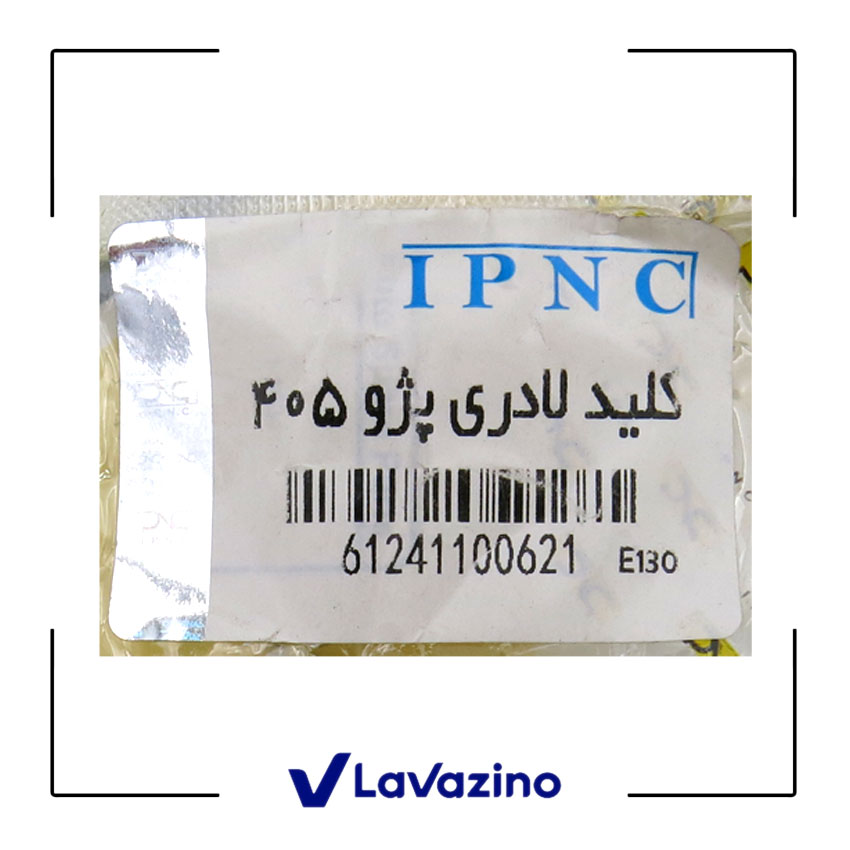 IPNC
کلید لادری پژو ۴۰۵
61241100621 E130
LaVazino